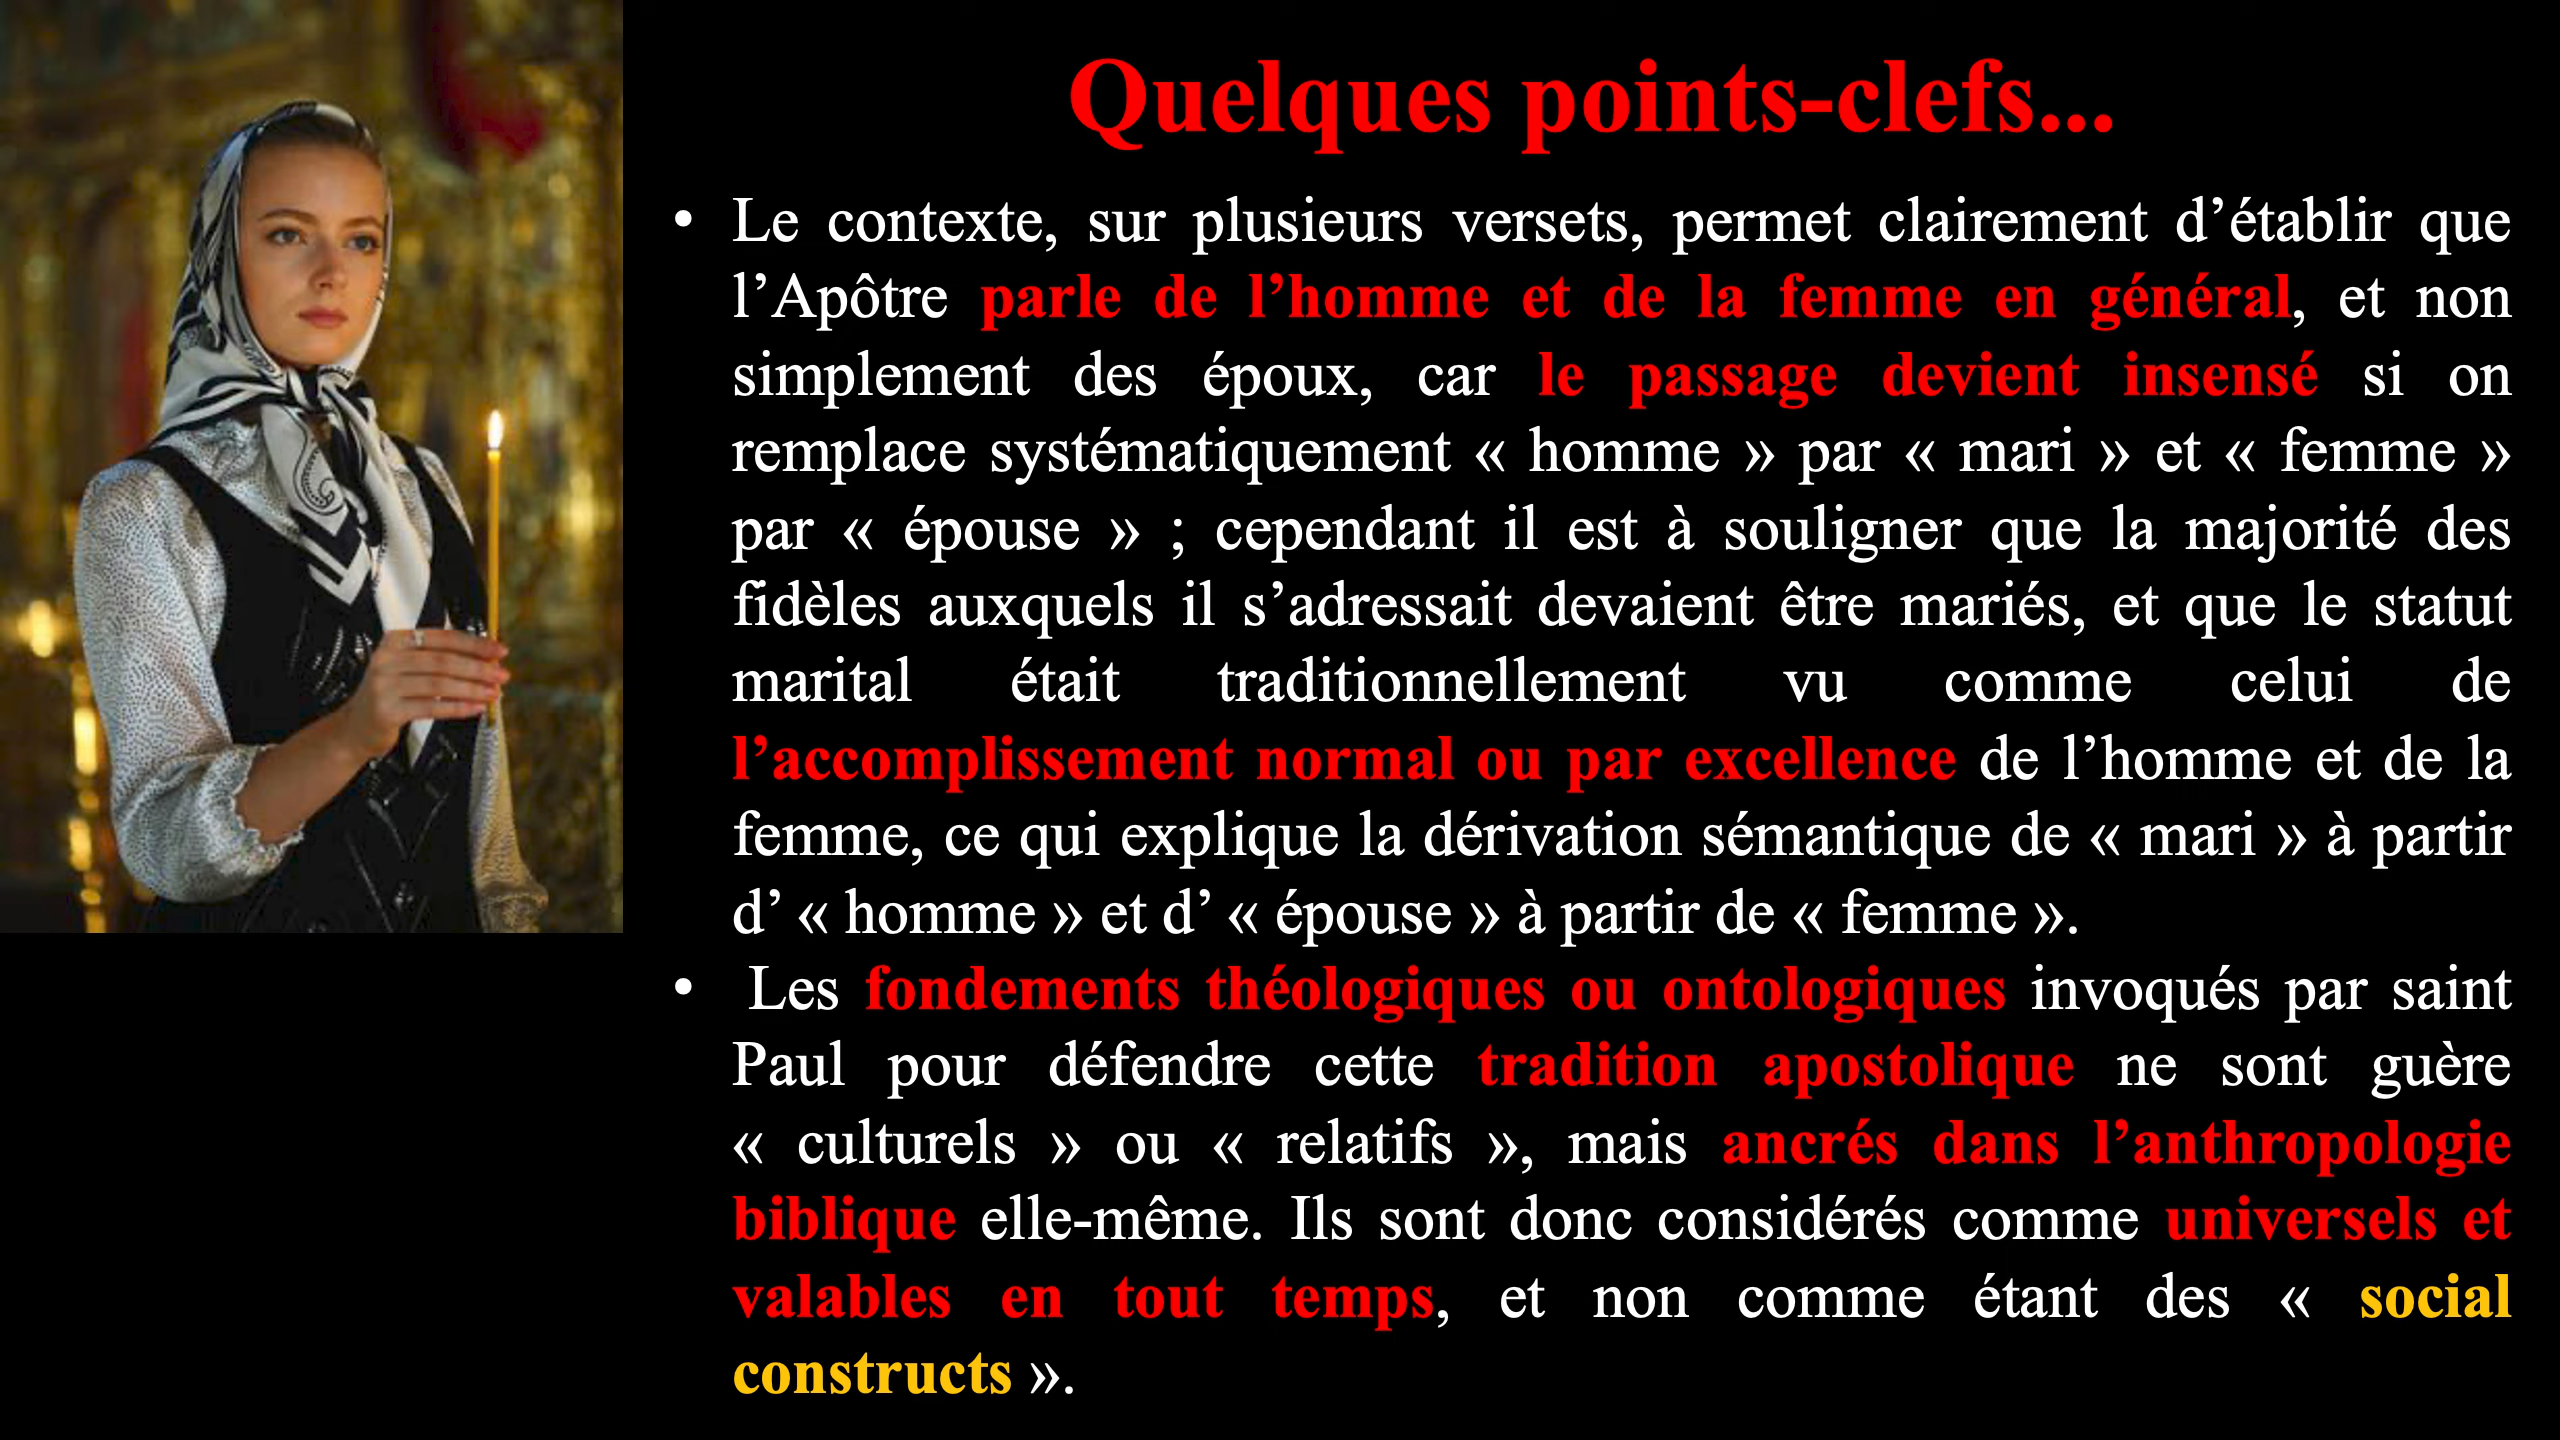 Quelques points-clefs...
• Le contexte, sur plusieurs versets, permet clairement d’établir que
l’Apôtre parle de l’homme et de la femme en général, et non
simplement des époux, car le passage devient insensé si on
remplace systématiquement « homme » par « mari » et « femme »
par « épouse » ; cependant il est à souligner que la majorité des
fidèles auxquels il s’adressait devaient être mariés, et que le statut
marital était traditionnellement vu comme celui de
l’accomplissement normal ou par excellence de l’homme et de la
femme, ce qui explique la dérivation sémantique de « mari » à partir
d’ « homme » et d’ « épouse » à partir de « femme ».
• Les fondements théologiques ou ontologiques invoqués par saint
Paul pour défendre cette tradition apostolique ne sont guère
« culturels » ou « relatifs », mais ancrés dans l’anthropologie
biblique elle-même. Ils sont donc considérés comme universels et
valables en tout temps, et non comme étant des « social
constructs ».